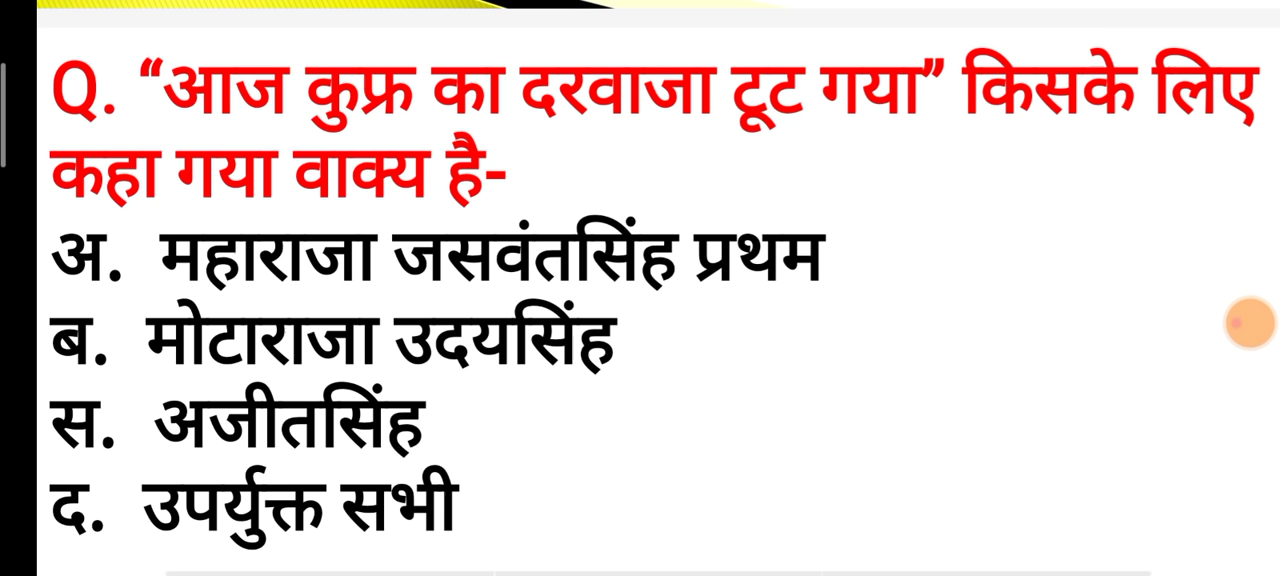 Q. “आज कुफ्र का दरवाजा टूट गया” किसके लिए
कहा गया वाक्य है-
अ. महाराजा जसवंतसिंह प्रथम
ब. मोटाराजा उदयसिंह
स. अजीतसिंह
द. उपर्युक्त सभी